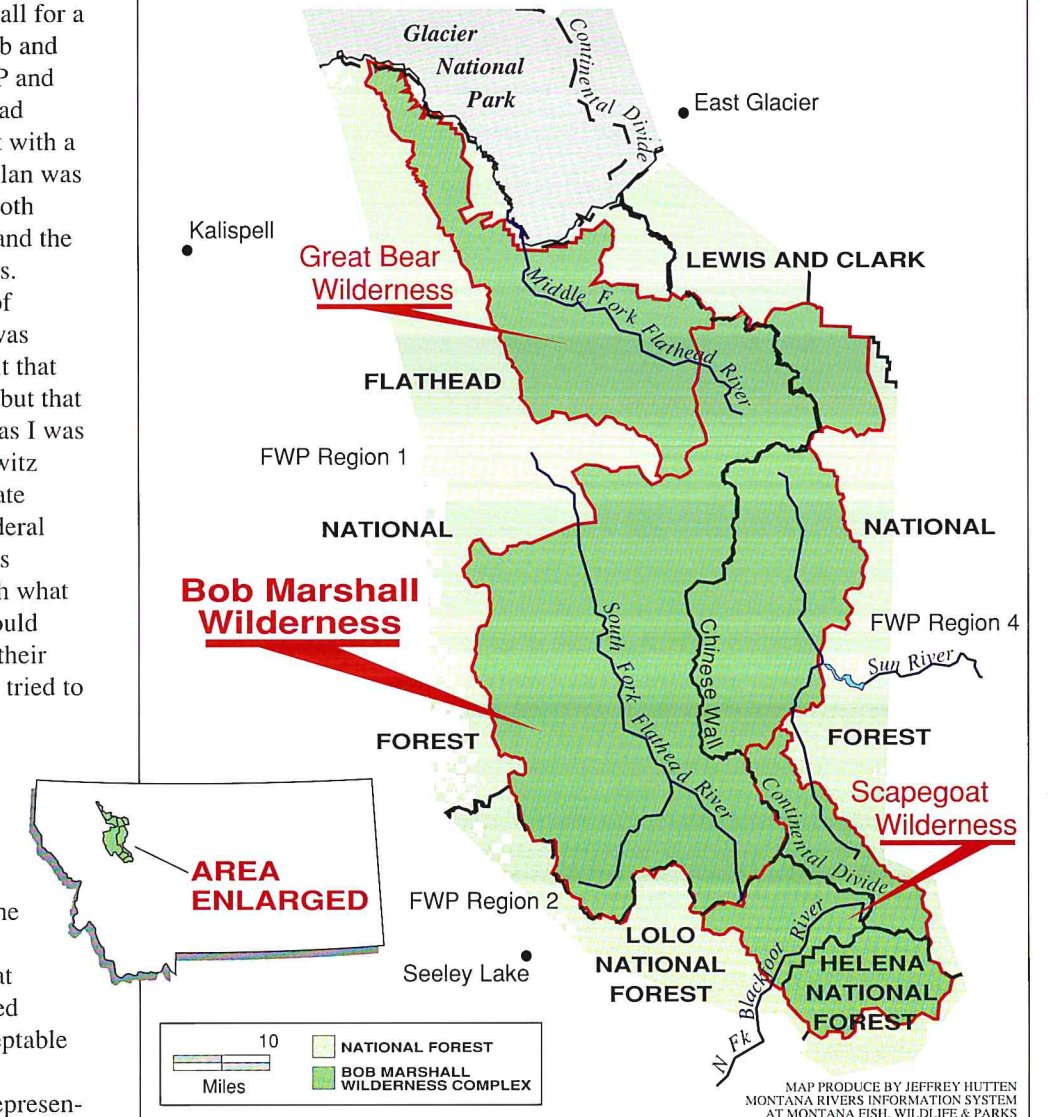 all for a
b and
P and
ad
t with a
lan was
oth
and the
s.
of
was
t that
but that
as I was
witz
ate
deral
s
h what
ould
their
tried to
he
at
ed
eptable
epresen-
Glacier
National
Park
Continental Divide
East Glacier
Kalispell
Great Bear
Wilderness
Middle Fork Flathead River
LEWIS AND CLARK
FLATHEAD
FWP Region 1
NATIONAL
NATIONAL
Bob Marshall
Wilderness
South Fork Flathead River
Chinese Wall
FWP Region 4
Sun River
FOREST
FOREST
Scapegoat
Wilderness
Continental Divide
AREA
ENLARGED
FWP Region 2
Seeley Lake
LOLO
NATIONAL
FOREST
N Fk Blackfoot River
HELENA
NATIONAL
FOREST
10
Miles
NATIONAL FOREST
BOB MARSHALL
WILDERNESS COMPLEX
MAP PRODUCE BY JEFFREY HUTTEN
MONTANA RIVERS INFORMATION SYSTEM
AT MONTANA FISH, WILDLIFE & PARKS